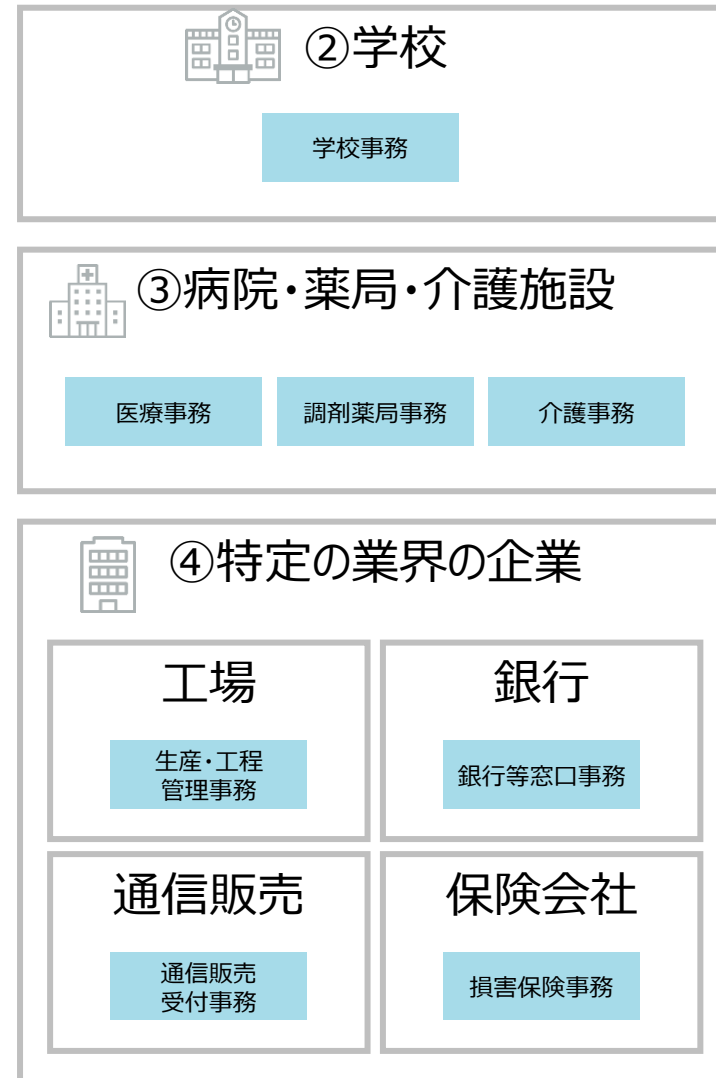 ②学校
学校事務
③病院・薬局・介護施設
医療事務
調剤薬局事務
介護事務
④特定の業界の企業
工場
生産・工程
管理事務
銀行
銀行等窓口事務
通信販売
通信販売
受付事務
保険会社
損害保険事務